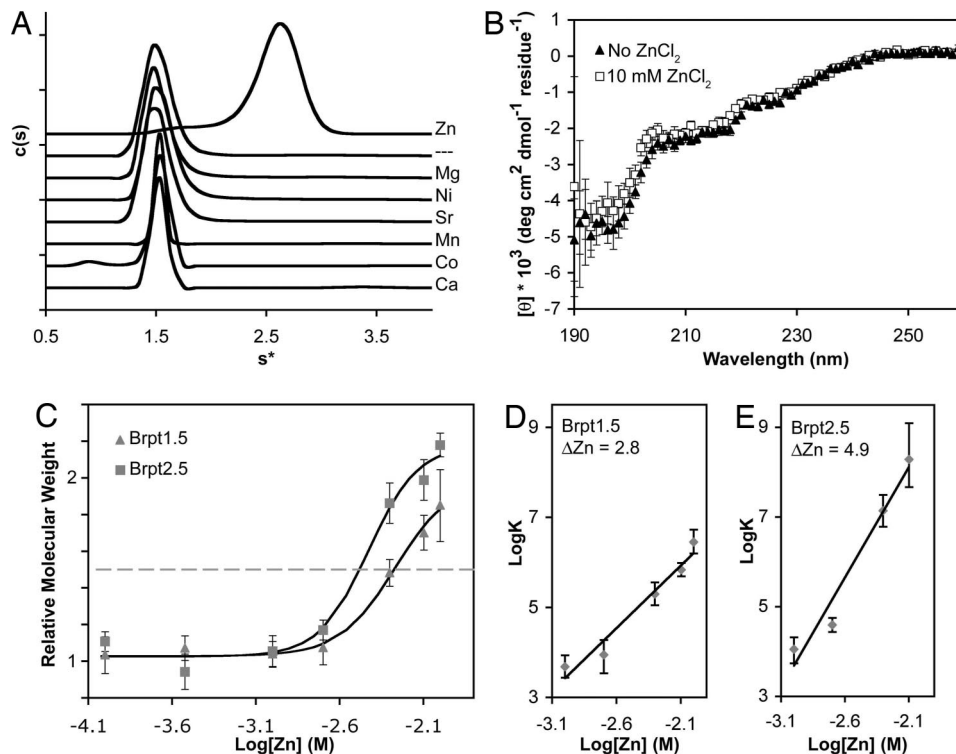 A
c(s)
Zn
---
Mg
Ni
Sr
Mn
Co
Ca
0.5 1.5 2.5 3.5
s*
B
▲ No ZnCl₂
□ 10 mM ZnCl₂
[θ] * 10³ (deg cm² dmol⁻¹ residue⁻¹)
0
-1
-2
-3
-4
-5
-6
-7
190 210 230 250
Wavelength (nm)
C
Brpt1.5
Brpt2.5
Relative Molecular Weight
2
1
-4.1 -3.6 -3.1 -2.6 -2.1
Log[Zn] (M)
D
Brpt1.5
ΔZn = 2.8
LogK
9
7
5
3
-3.1 -2.6 -2.1
Log[Zn] (M)
E
Brpt2.5
ΔZn = 4.9
LogK
9
7
5
3
-3.1 -2.6 -2.1
Log[Zn] (M)